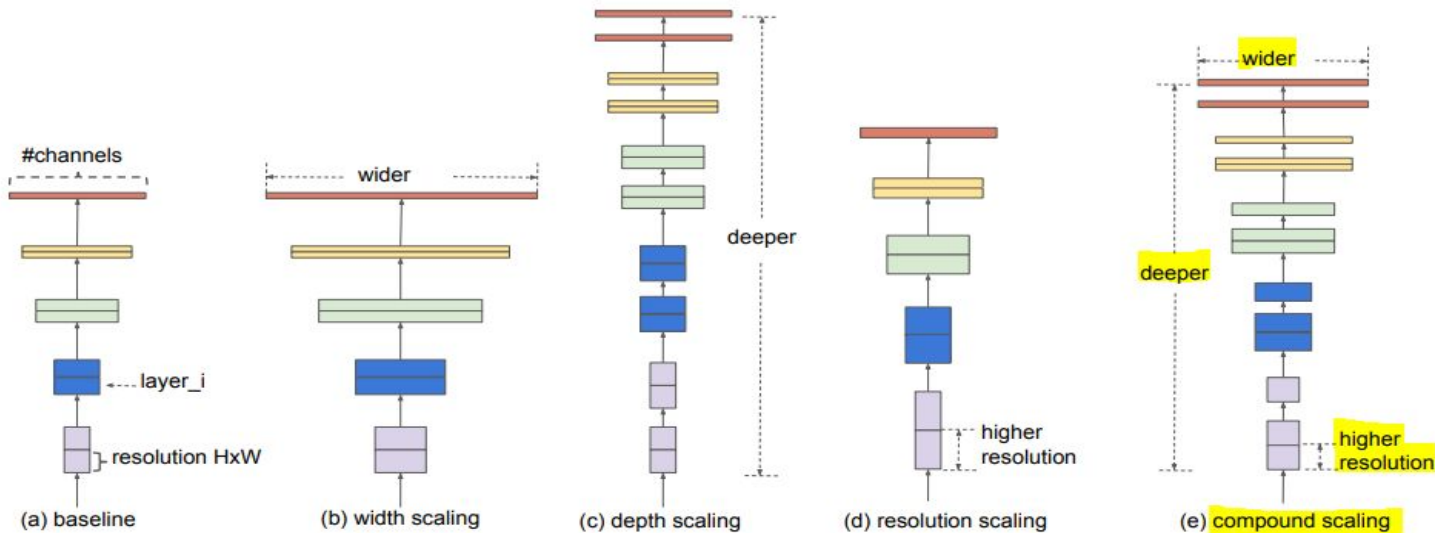 #channels
layer_i
resolution HxW
(a) baseline
wider
(b) width scaling
deeper
(c) depth scaling
higher
resolution
(d) resolution scaling
wider
deeper
higher
resolution
(e) compound scaling